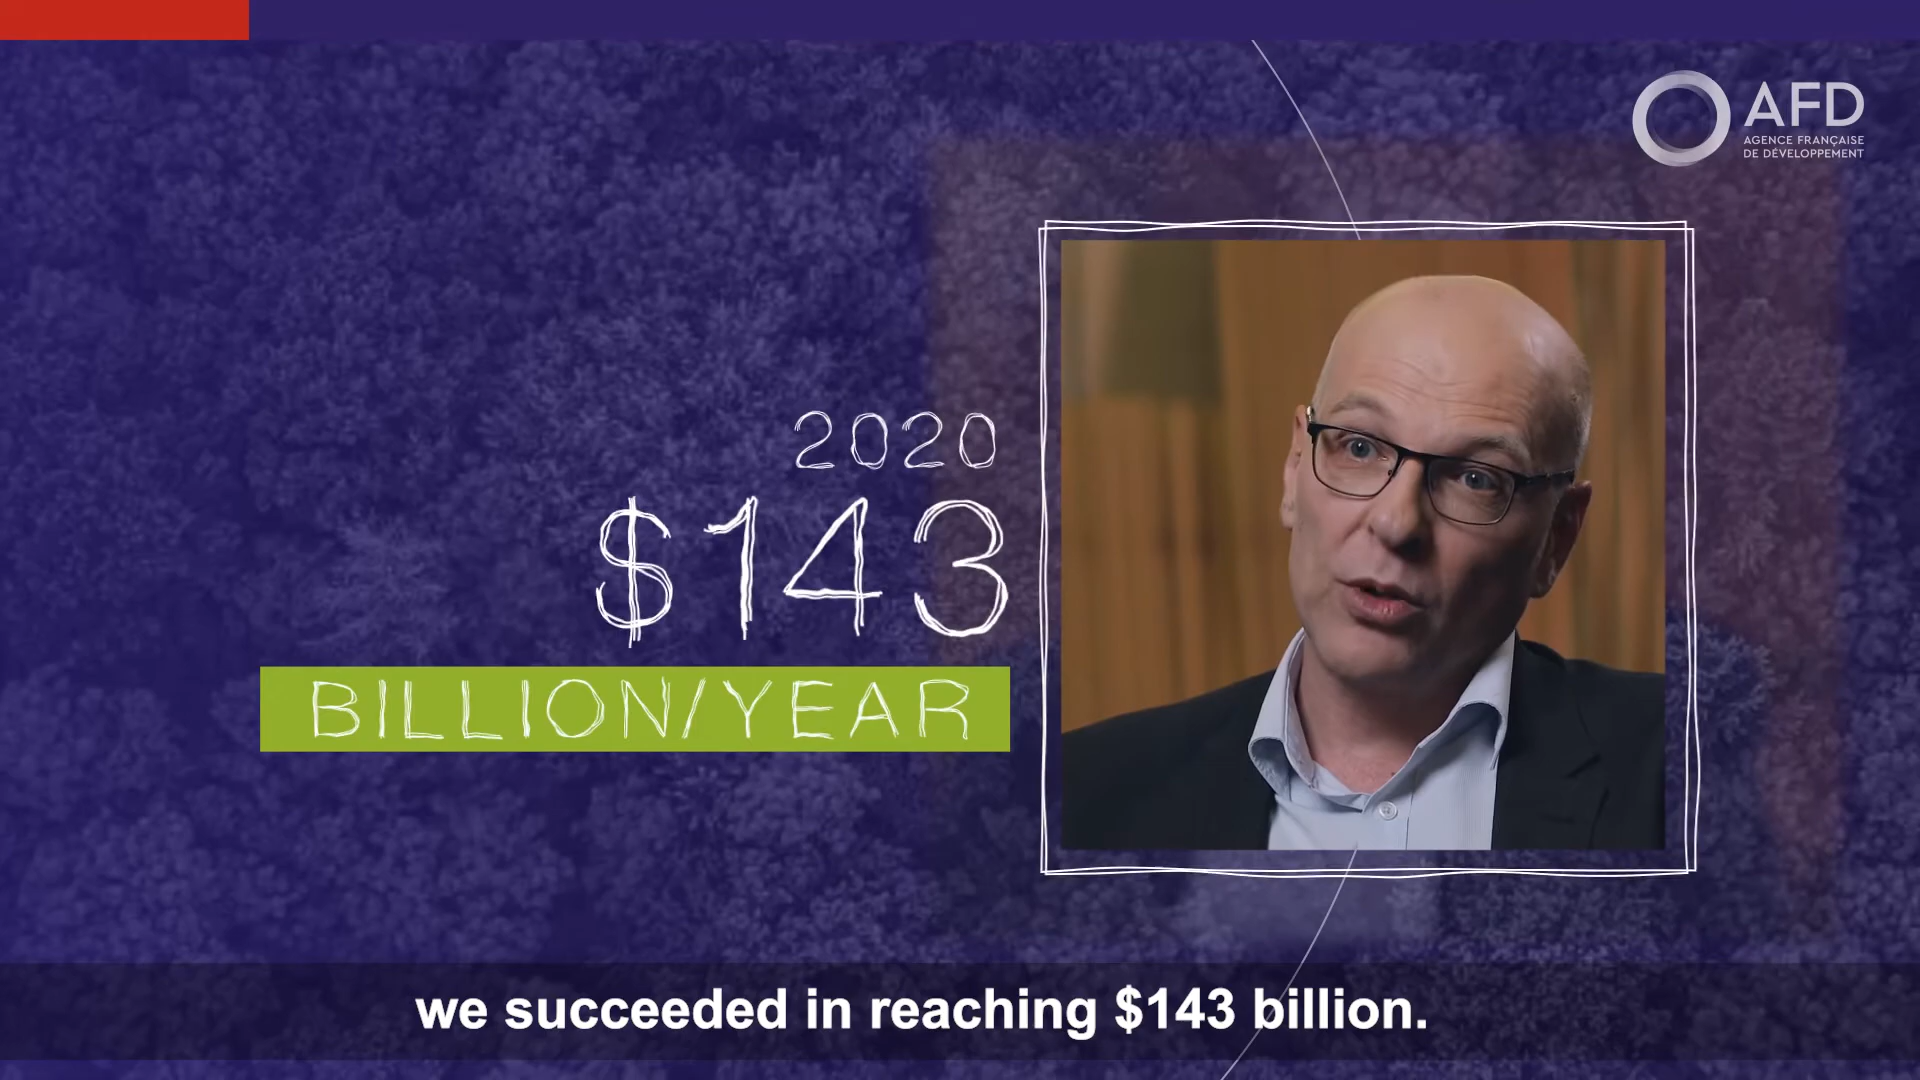 AFD
AGENCE FRANÇAISE
DE DÉVELOPPEMENT
2020
$143
BILLION/YEAR
we succeeded in reaching $143 billion.